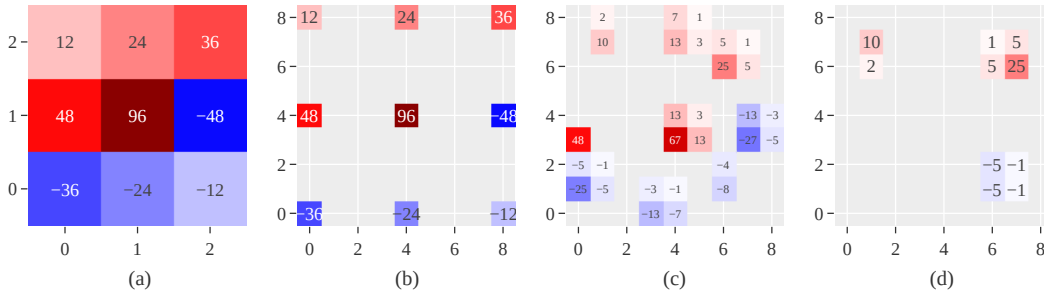 2 12 24 36
1 48 96 −48
0 −36 −24 −12
0 1 2
(a)
8 12 24 36
6
4 48 96 −48
2
0 −36 −24 −12
0 2 4 6 8
(b)
8 2 7 1
10 13 3 5 1
6 25 5
4 13 3 −13 −3
48 67 13 −27 −5
2 −5 −1 −4
−25 −5 −8
0 −3 −1
−13 −7
0 2 4 6 8
(c)
8
10 1 5
6 2 5 25
4
2 −5 −1
−5 −1
0
0 2 4 6 8
(d)